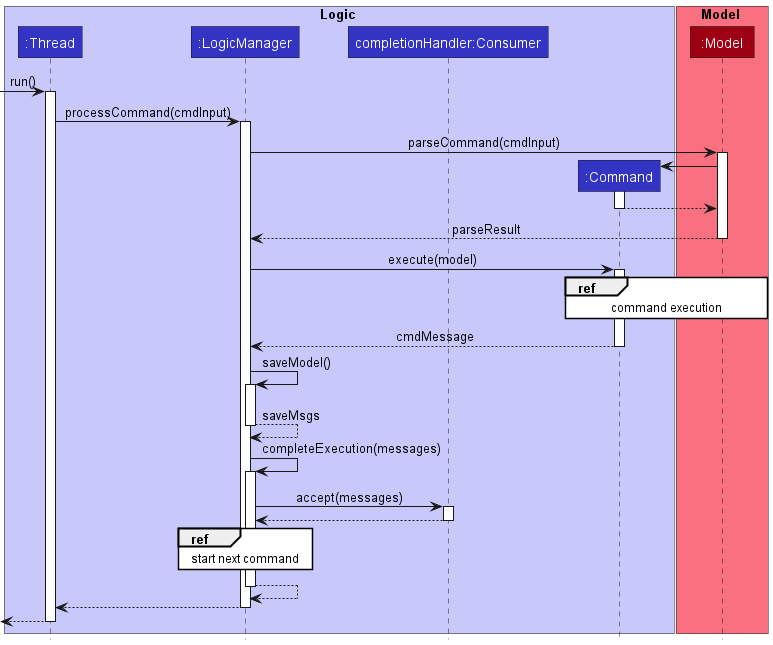 Logic
Model
:Thread
:LogicManager
completionHandler:Consumer
:Model
run()
processCommand(cmdInput)
parseCommand(cmdInput)
:Command
parseResult
execute(model)
ref
command execution
cmdMessage
saveModel()
saveMsgs
completeExecution(messages)
accept(messages)
ref
start next command